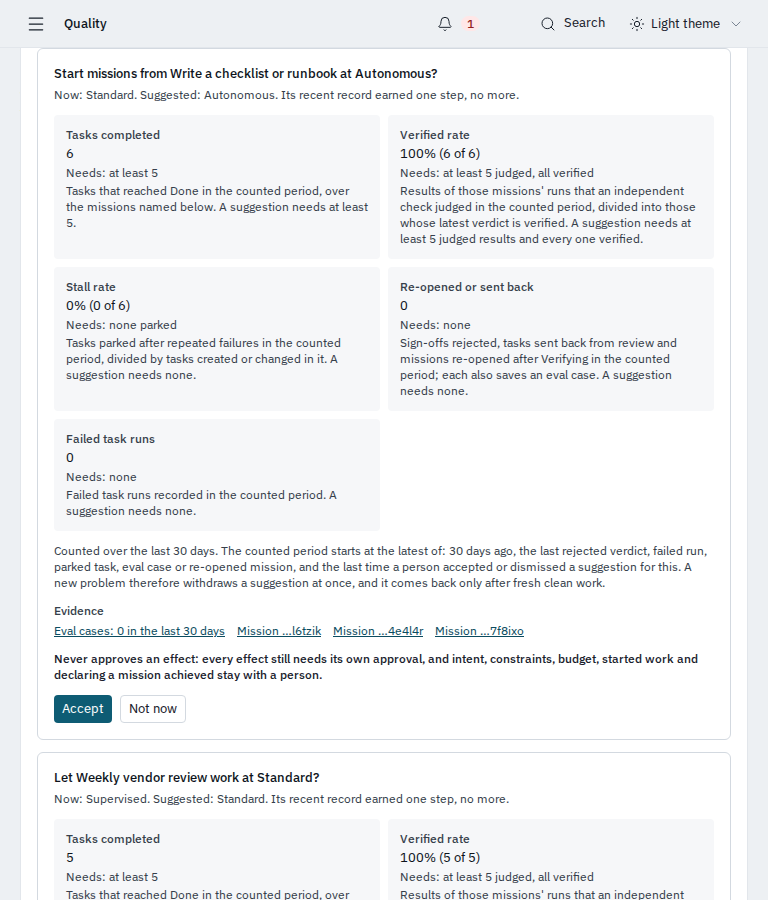 Quality
1
Search
Light theme
Start missions from Write a checklist or runbook at Autonomous?
Now: Standard. Suggested: Autonomous. Its recent record earned one step, no more.
Tasks completed
6
Needs: at least 5
Tasks that reached Done in the counted period, over
the missions named below. A suggestion needs at least
5.
Verified rate
100% (6 of 6)
Needs: at least 5 judged, all verified
Results of those missions' runs that an independent
check judged in the counted period, divided into those
whose latest verdict is verified. A suggestion needs at
least 5 judged results and every one verified.
Stall rate
0% (0 of 6)
Needs: none parked
Tasks parked after repeated failures in the counted
period, divided by tasks created or changed in it. A
suggestion needs none.
Re-opened or sent back
0
Needs: none
Sign-offs rejected, tasks sent back from review and
missions re-opened after Verifying in the counted
period; each also saves an eval case. A suggestion
needs none.
Failed task runs
0
Needs: none
Failed task runs recorded in the counted period. A
suggestion needs none.
Counted over the last 30 days. The counted period starts at the latest of: 30 days ago, the last rejected verdict, failed run,
parked task, eval case or re-opened mission, and the last time a person accepted or dismissed a suggestion for this. A
new problem therefore withdraws a suggestion at once, and it comes back only after fresh clean work.
Evidence
Eval cases: 0 in the last 30 days Mission …l6tzik Mission …4e4l4r Mission …7f8ixo
Never approves an effect: every effect still needs its own approval, and intent, constraints, budget, started work and
declaring a mission achieved stay with a person.
Accept
Not now
Let Weekly vendor review work at Standard?
Now: Supervised. Suggested: Standard. Its recent record earned one step, no more.
Tasks completed
5
Needs: at least 5
Tasks that reached Done in the counted period, over
Verified rate
100% (5 of 5)
Needs: at least 5 judged, all verified
Results of those missions' runs that an independent